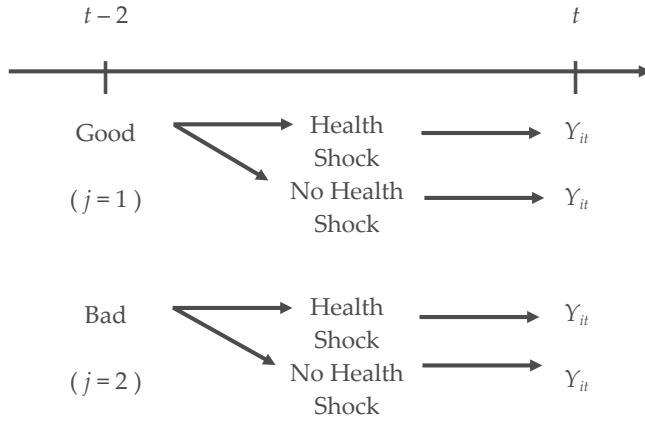 t – 2 t
Good Health Shock Y_it
( j = 1 ) No Health Shock Y_it
Bad Health Shock Y_it
( j = 2 ) No Health Shock Y_it